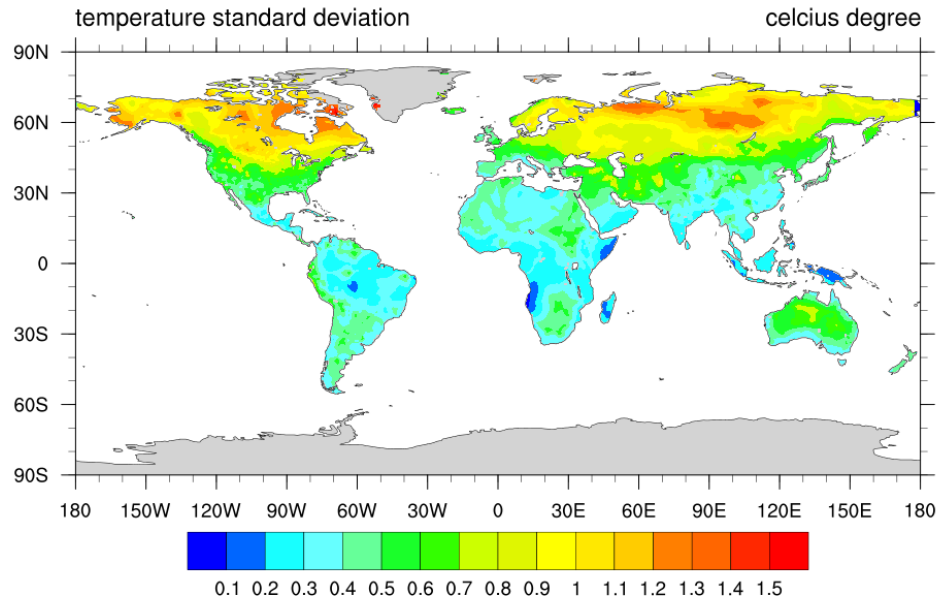 temperature standard deviation celcius degree
90N
60N
30N
0
30S
60S
90S
180 150W 120W 90W 60W 30W 0 30E 60E 90E 120E 150E 180
0.1 0.2 0.3 0.4 0.5 0.6 0.7 0.8 0.9 1 1.1 1.2 1.3 1.4 1.5